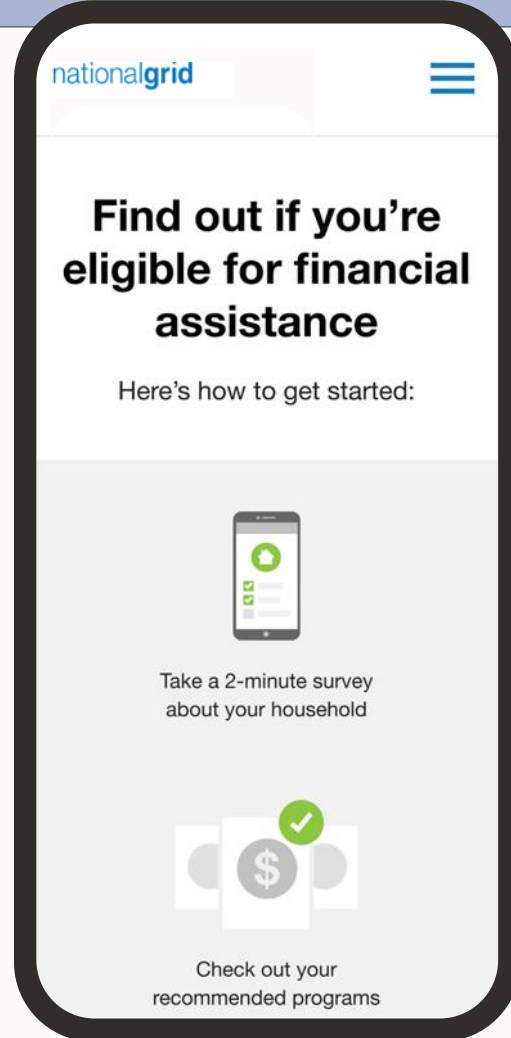 nationalgrid
Find out if you’re
eligible for financial
assistance
Here’s how to get started:
$
Take a 2-minute survey
about your household
Check out your
recommended programs